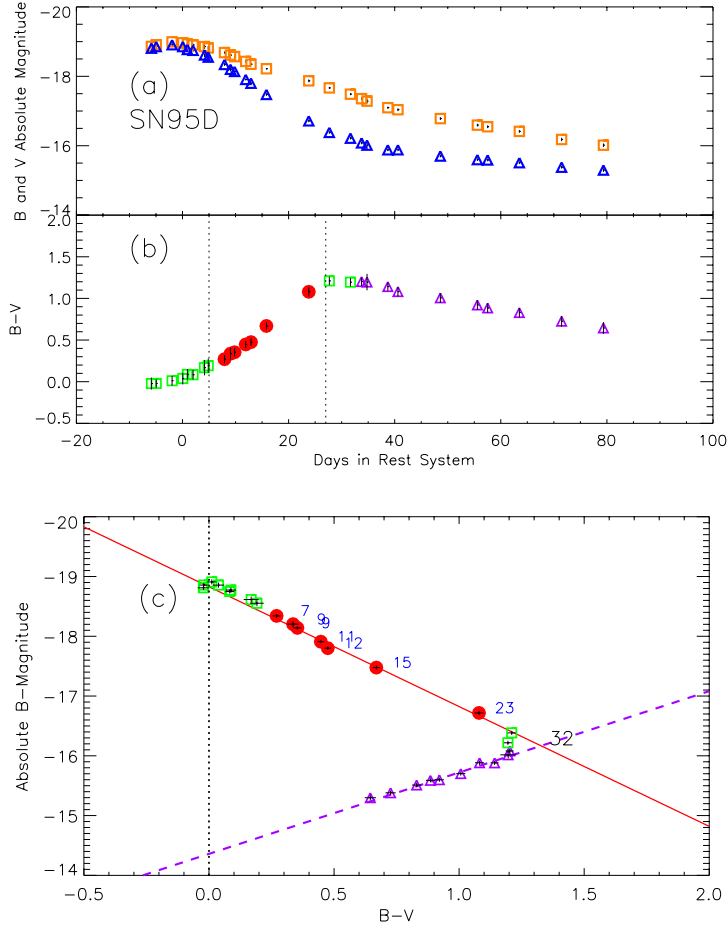 -20
-18
-16
-14
B and V Absolute Magnitude
(a)
SN95D
2.0
1.5
1.0
0.5
0.0
-0.5
B-V
(b)
-20 0 20 40 60 80 100
Days in Rest System
-20
-19
-18
-17
-16
-15
-14
Absolute B-Magnitude
(c)
7
9
9
11
12
15
23
32
-0.5 0.0 0.5 1.0 1.5 2.0
B-V